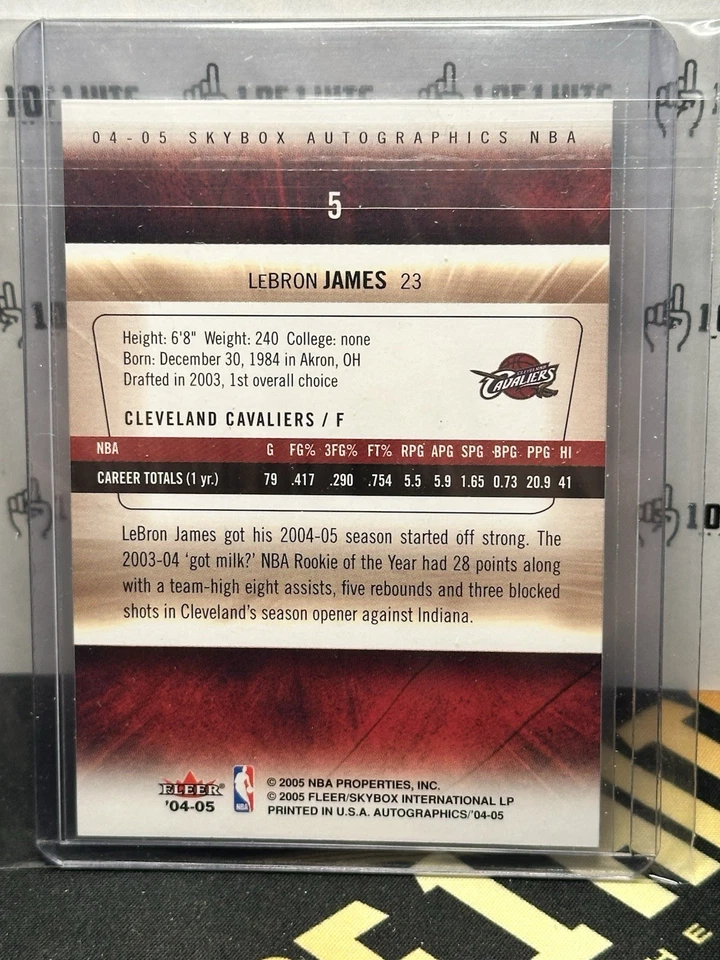 04-05 SKYBOX AUTOGRAPHICS NBA
5
LEBRON JAMES 23
Height: 6'8" Weight: 240 College: none
Born: December 30, 1984 in Akron, OH
Drafted in 2003, 1st overall choice
CLEVELAND
CAVALIERS
CLEVELAND CAVALIERS / F
NBA G FG% 3FG% FT% RPG APG SPG BPG PPG HI
CAREER TOTALS (1 yr.) 79 .417 .290 .754 5.5 5.9 1.65 0.73 20.9 41
LeBron James got his 2004-05 season started off strong. The
2003-04 'got milk?' NBA Rookie of the Year had 28 points along
with a team-high eight assists, five rebounds and three blocked
shots in Cleveland's season opener against Indiana.
FLEER
'04-05
NBA
© 2005 NBA PROPERTIES, INC.
© 2005 FLEER/SKYBOX INTERNATIONAL LP
PRINTED IN U.S.A. AUTOGRAPHICS/'04-05